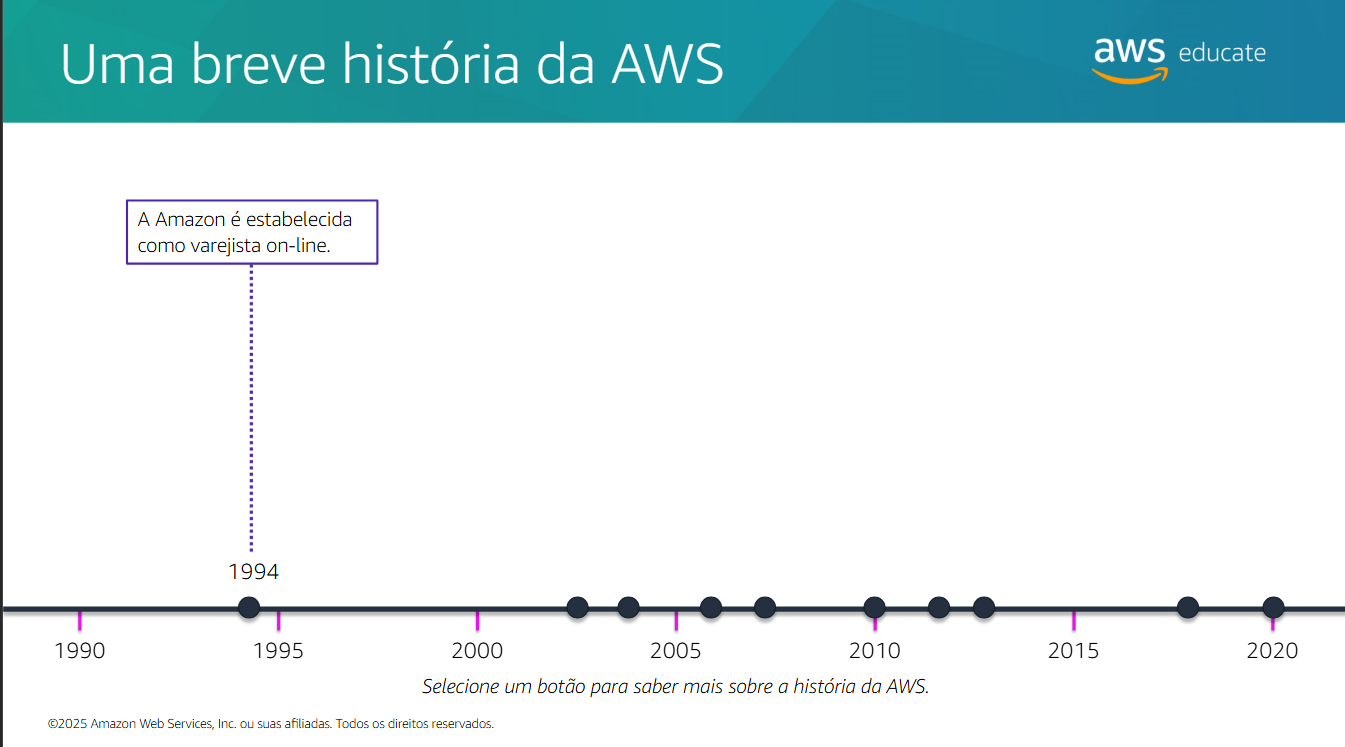 Uma breve história da AWS
aws educate
A Amazon é estabelecida
como varejista on-line.
1994
1990 1995 2000 2005 2010 2015 2020
Selecione um botão para saber mais sobre a história da AWS.
©2025 Amazon Web Services, Inc. ou suas afiliadas. Todos os direitos reservados.